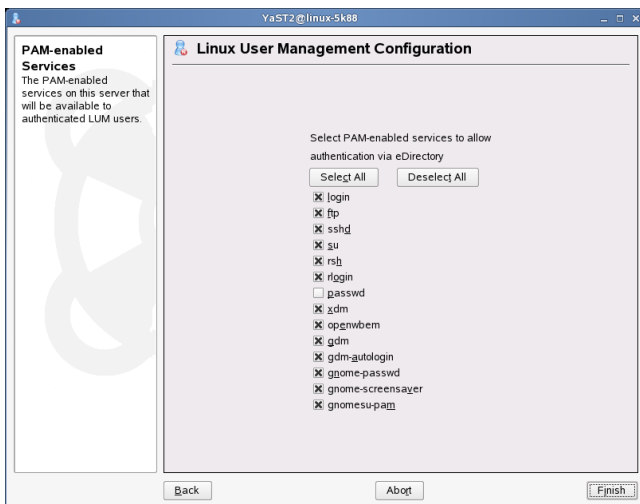 YaST2@linux-5k88
PAM-enabled
Services
The PAM-enabled
services on this server that
will be available to
authenticated LUM users.
Linux User Management Configuration
Select PAM-enabled services to allow
authentication via eDirectory
Select All Deselect All
login
ftp
sshd
su
rsh
rlogin
passwd
xdm
openwbem
gdm
gdm-autologin
gnome-passwd
gnome-screensaver
gnomesu-pam
Back Abort Finish